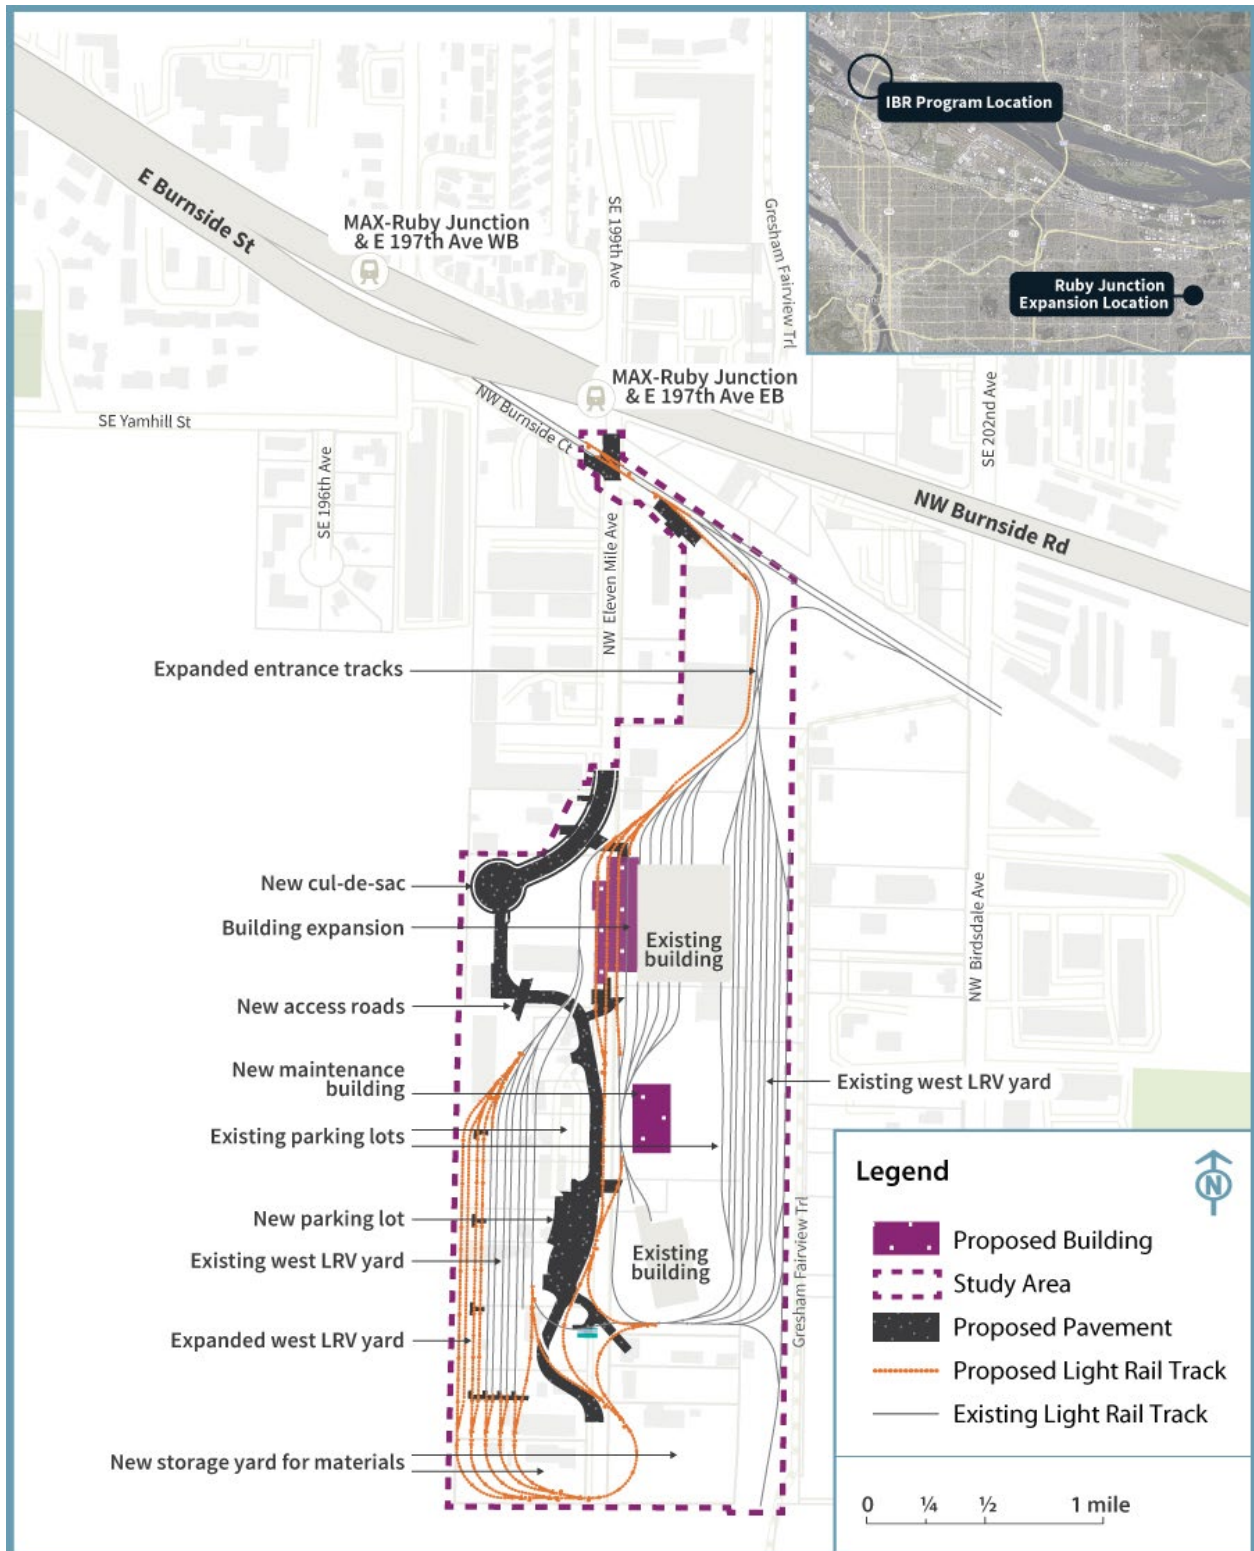 IBR Program Location
Ruby Junction
Expansion Location
E Burnside St
MAX-Ruby Junction
& E 197th Ave WB
SE 199th Ave
Gresham Fairview Trl
MAX-Ruby Junction
& E 197th Ave EB
SE Yamhill St
NW Burnside Ct
SE 196th Ave
SE 202nd Ave
NW Burnside Rd
NW Eleven Mile Ave
Expanded entrance tracks
New cul-de-sac
Building expansion
Existing
building
NW Birdsdale Ave
New access roads
New maintenance
building
Existing west LRV yard
Existing parking lots
New parking lot
Existing west LRV yard
Existing
building
Gresham Fairview Trl
Expanded west LRV yard
New storage yard for materials
Legend
N
Proposed Building
Study Area
Proposed Pavement
Proposed Light Rail Track
Existing Light Rail Track
0 ¼ ½ 1 mile